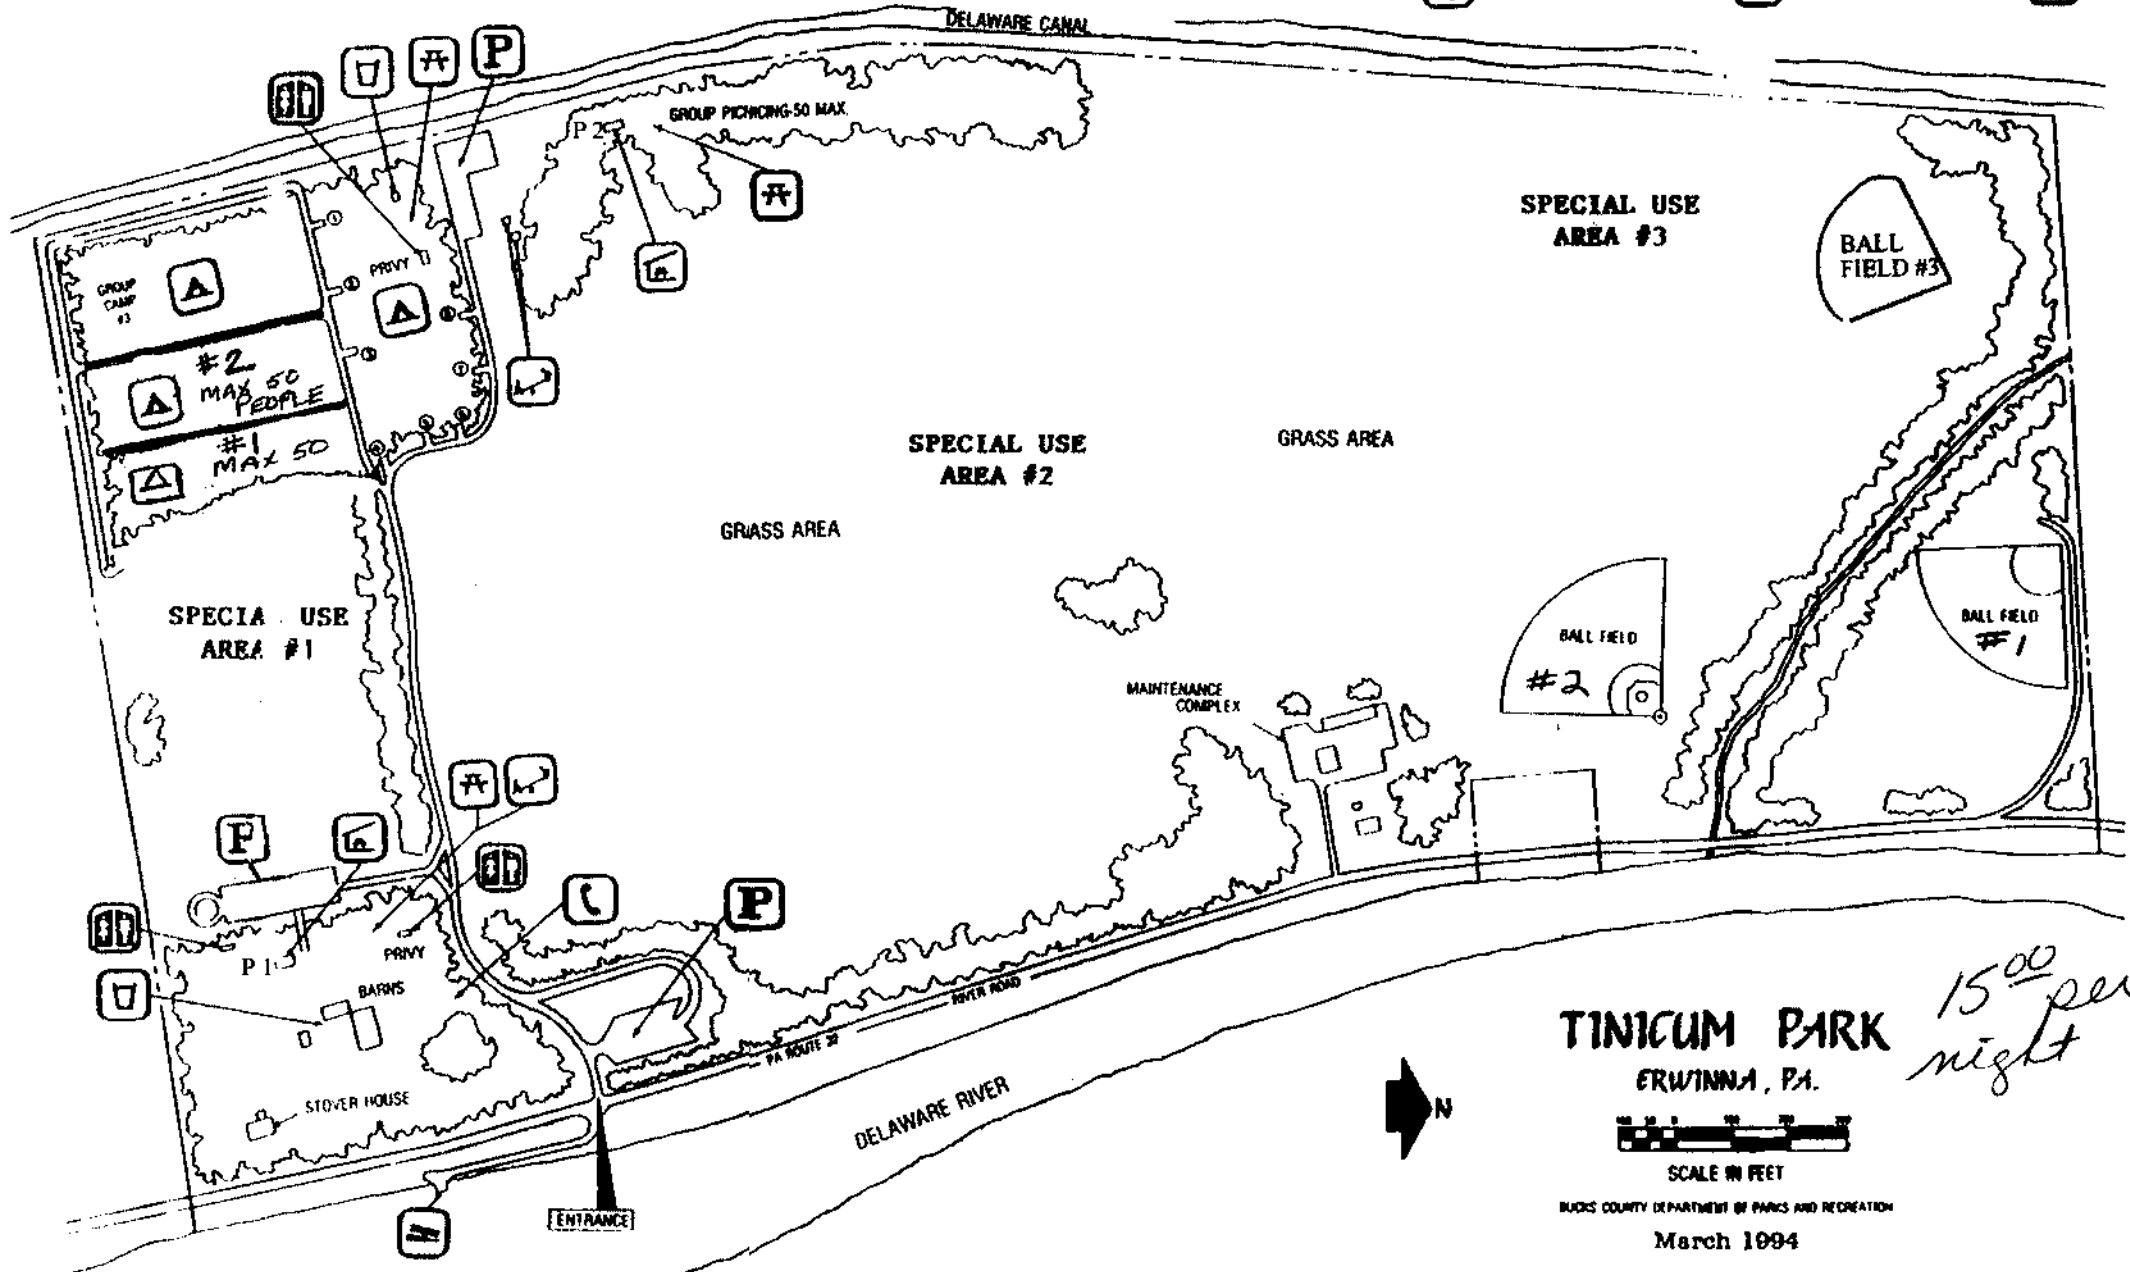 DELAWARE CANAL
P
GROUP PICNICING-50 MAX.
P 2
SPECIAL USE
AREA #3
BALL
FIELD #3
PRIVY
GROUP
CAMP
#3
#2
MAX 50
PEOPLE
#1
MAX 50
SPECIAL USE
AREA #2
GRASS AREA
GRASS AREA
SPECIA USE
AREA #1
BALL FIELD
#1
BALL FIELD
#2
MAINTENANCE
COMPLEX
P
P
PRIVY
P 1
BARNS
STOVER HOUSE
RIVER ROAD
PA ROUTE 32
DELAWARE RIVER
ENTRANCE
N
TINICUM PARK
ERWINNA, PA.
15 00
per
night
SCALE IN FEET
BUCKS COUNTY DEPARTMENT OF PARKS AND RECREATION
March 1994